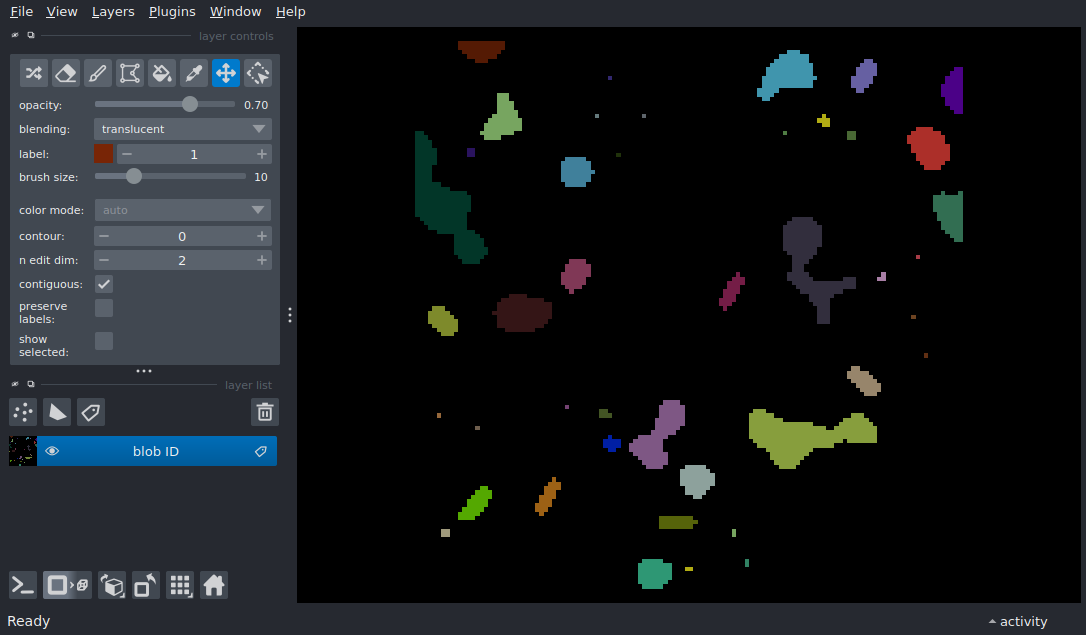 File View Layers Plugins Window Help
layer controls
opacity: 0.70
blending: translucent
label: 1
brush size: 10
color mode: auto
contour: 0
n edit dim: 2
contiguous:
preserve
labels:
show
selected:
layer list
blob ID
Ready
activity